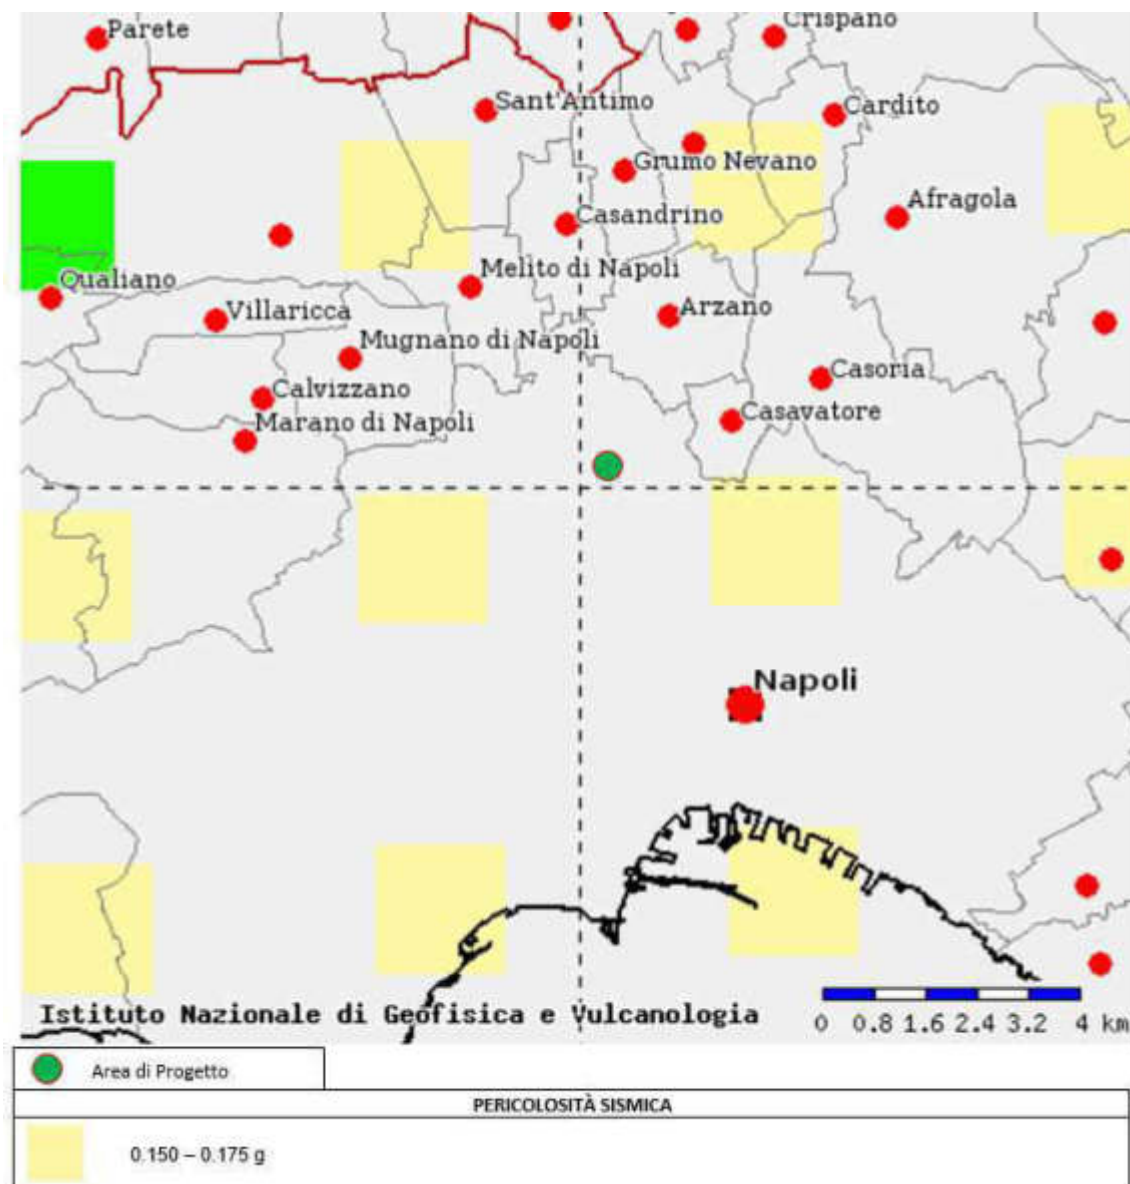 Parete
Crispano
Sant'Antimo
Cardito
Grumo Nevano
Afragola
Casandrino
Qualiano
Melito di Napoli
Villaricca
Arzano
Mugnano di Napoli
Casoria
Calvizzano
Casavatore
Marano di Napoli
Napoli
Istituto Nazionale di Geofisica e Vulcanologia
0 0.8 1.6 2.4 3.2 4 km
Area di Progetto
PERICOLOSITÀ SISMICA
0.150 – 0.175 g